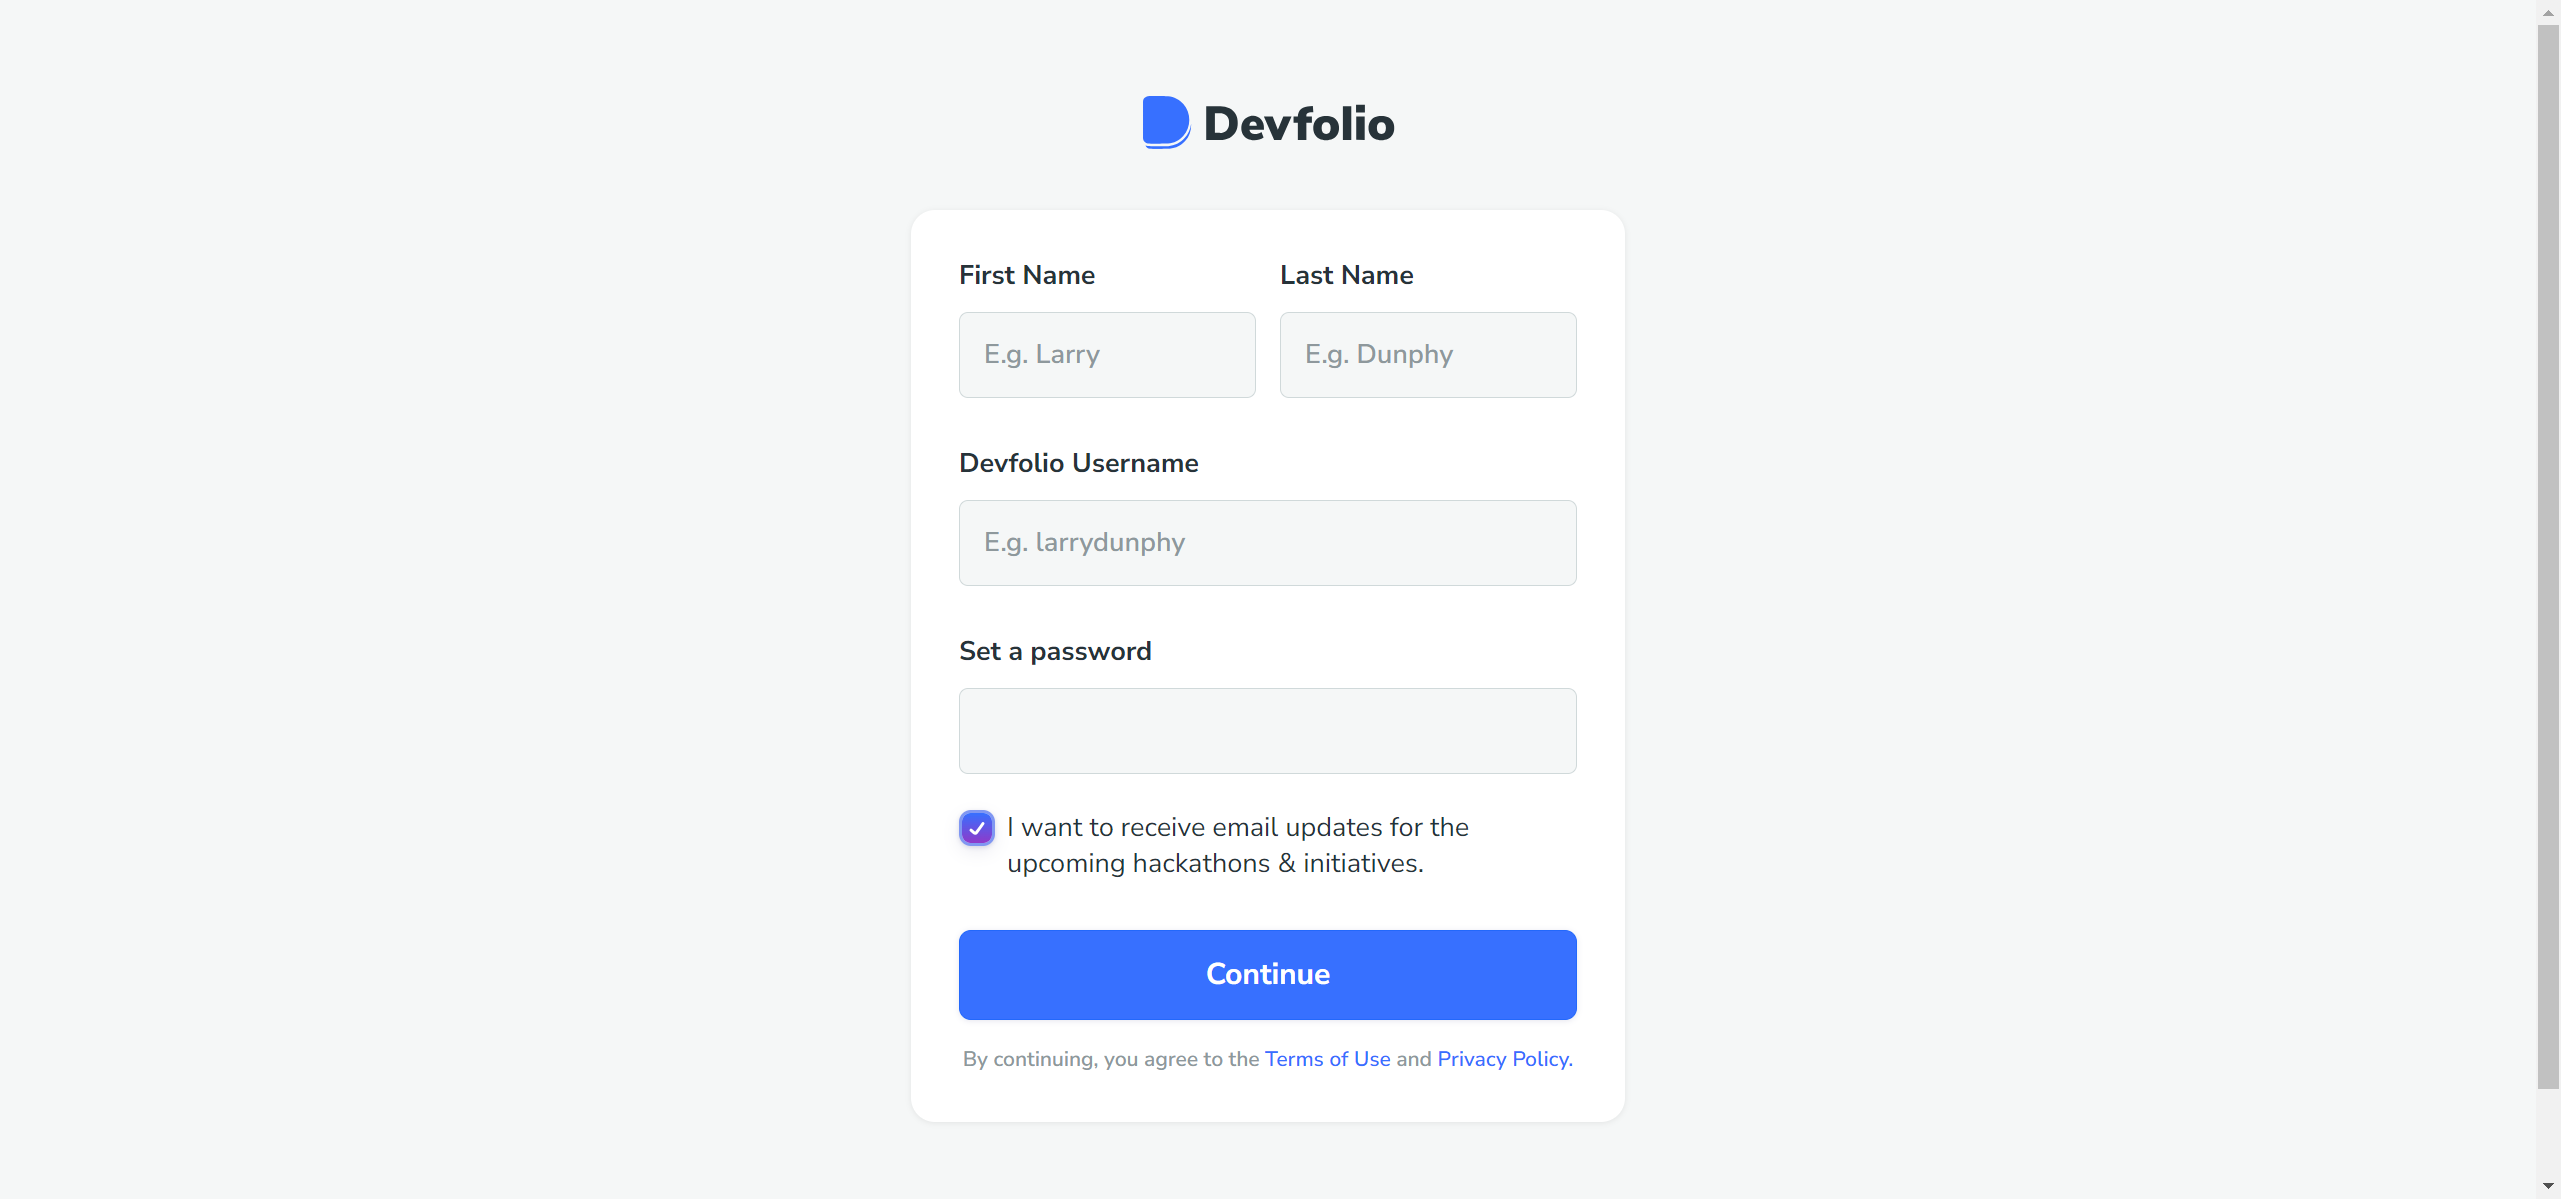 Devfolio
First Name
Last Name
E.g. Larry
E.g. Dunphy
Devfolio Username
E.g. larrydunphy
Set a password
I want to receive email updates for the
upcoming hackathons & initiatives.
Continue
By continuing, you agree to the Terms of Use and Privacy Policy.